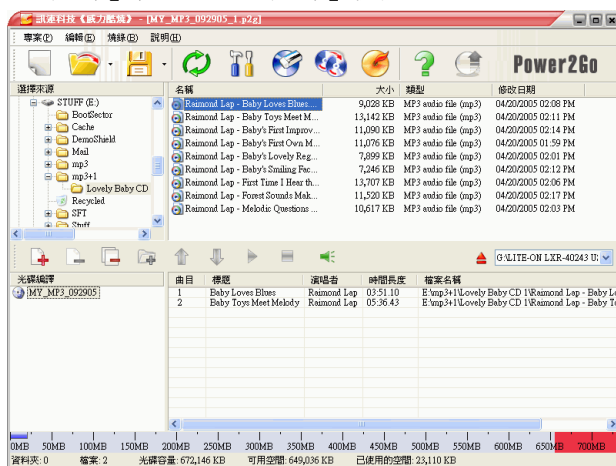 訊連科技《威力酷燒》 - [MY_MP3_092905_1.p2g]
專案(P) 編輯(E) 燒錄(B) 說明(H)
Power2Go
選擇來源
STUFF (E:)
BootSector
Cache
DemoShield
Mail
mp3
mp3+1
Lovely Baby CD
Recycled
SFT
Stuff
名稱 大小 類型 修改日期
Raimond Lap - Baby Loves Blues.... 9,028 KB MP3 audio file (mp3) 04/20/2005 02:08 PM
Raimond Lap - Baby Toys Meet M... 13,142 KB MP3 audio file (mp3) 04/20/2005 02:11 PM
Raimond Lap - Baby's First Improv... 11,090 KB MP3 audio file (mp3) 04/20/2005 02:14 PM
Raimond Lap - Baby's First Own M... 11,076 KB MP3 audio file (mp3) 04/20/2005 01:59 PM
Raimond Lap - Baby's Lovely Reg... 7,899 KB MP3 audio file (mp3) 04/20/2005 02:01 PM
Raimond Lap - Baby's Smiling Fac... 7,246 KB MP3 audio file (mp3) 04/20/2005 02:12 PM
Raimond Lap - First Time I Hear th... 13,707 KB MP3 audio file (mp3) 04/20/2005 02:06 PM
Raimond Lap - Forest Sounds Mak... 11,520 KB MP3 audio file (mp3) 04/20/2005 02:17 PM
Raimond Lap - Melodic Questions ... 10,617 KB MP3 audio file (mp3) 04/20/2005 02:03 PM
G:\LITE-ON LXR-40243 U:
光碟編譯
MY_MP3_092905
曲目 標題 演唱者 時間長度 檔案名稱
1 Baby Loves Blues Raimond Lap 03:51.10 E:\mp3+1\Lovely Baby CD 1\Raimond Lap - Baby Lo
2 Baby Toys Meet Melody Raimond Lap 05:36.43 E:\mp3+1\Lovely Baby CD 1\Raimond Lap - Baby To
0MB 50MB 100MB 150MB 200MB 250MB 300MB 350MB 400MB 450MB 500MB 550MB 600MB 650MB 700MB
資料夾: 0 檔案: 2 光碟容量: 672,146 KB 可用空間: 649,036 KB 已使用的空間: 23,110 KB